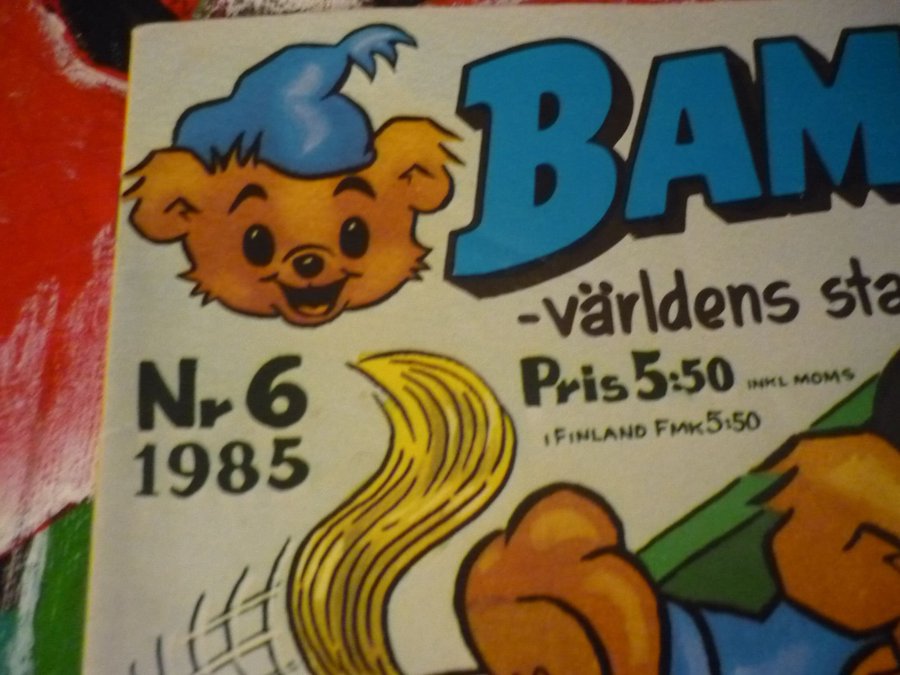 BAM
-världens sta
Nr 6
1985
Pris 5:50 INKL MOMS
I FINLAND FMK 5:50